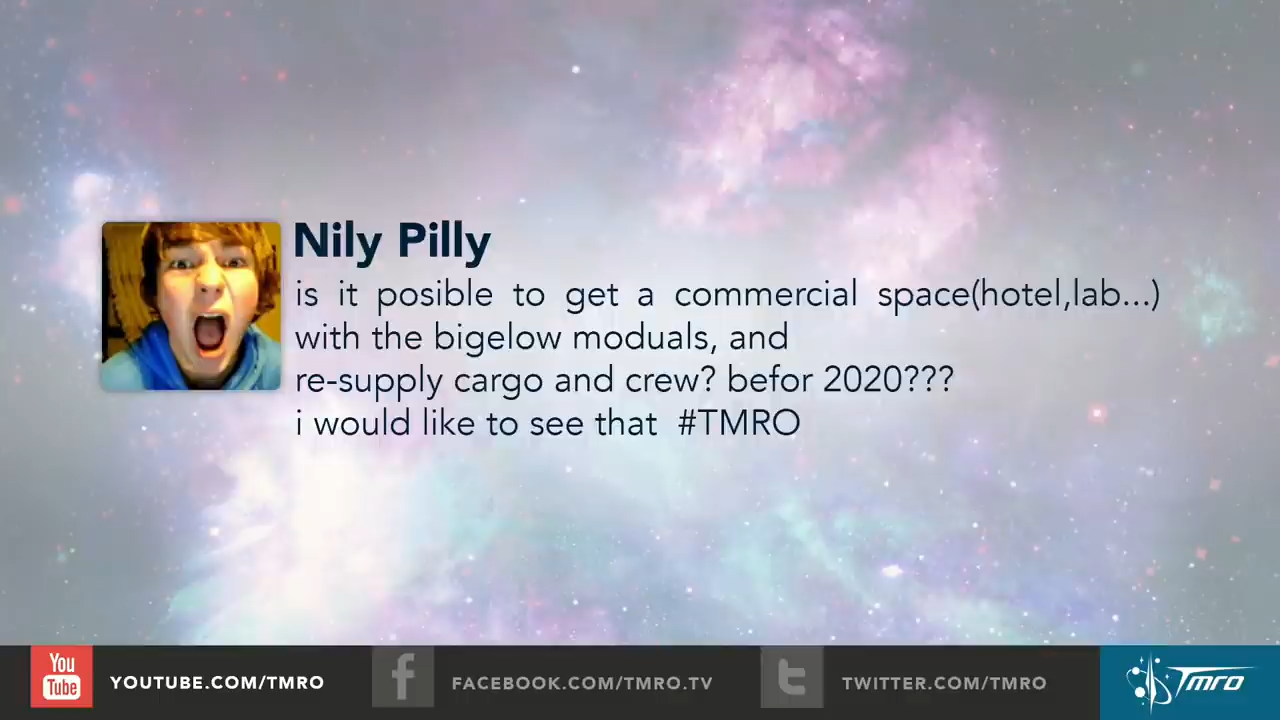 Nily Pilly
is it posible to get a commercial space(hotel,lab...)
with the bigelow moduals, and
re-supply cargo and crew? befor 2020???
i would like to see that #TMRO
You
Tube
YOUTUBE.COM/TMRO
f
FACEBOOK.COM/TMRO.TV
t
TWITTER.COM/TMRO
Tmro